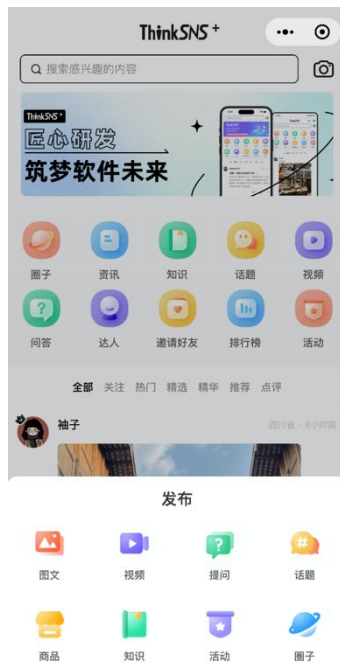 ThinkSNS+
搜索感兴趣的内容
ThinkSNS+
匠心研发
筑梦软件未来
圈子 资讯 知识 话题 视频
问答 达人 邀请好友 排行榜 活动
全部 关注 热门 精选 精华 推荐 点评
袖子 四川省·6小时前
发布
图文 视频 提问 话题
商品 知识 活动 圈子